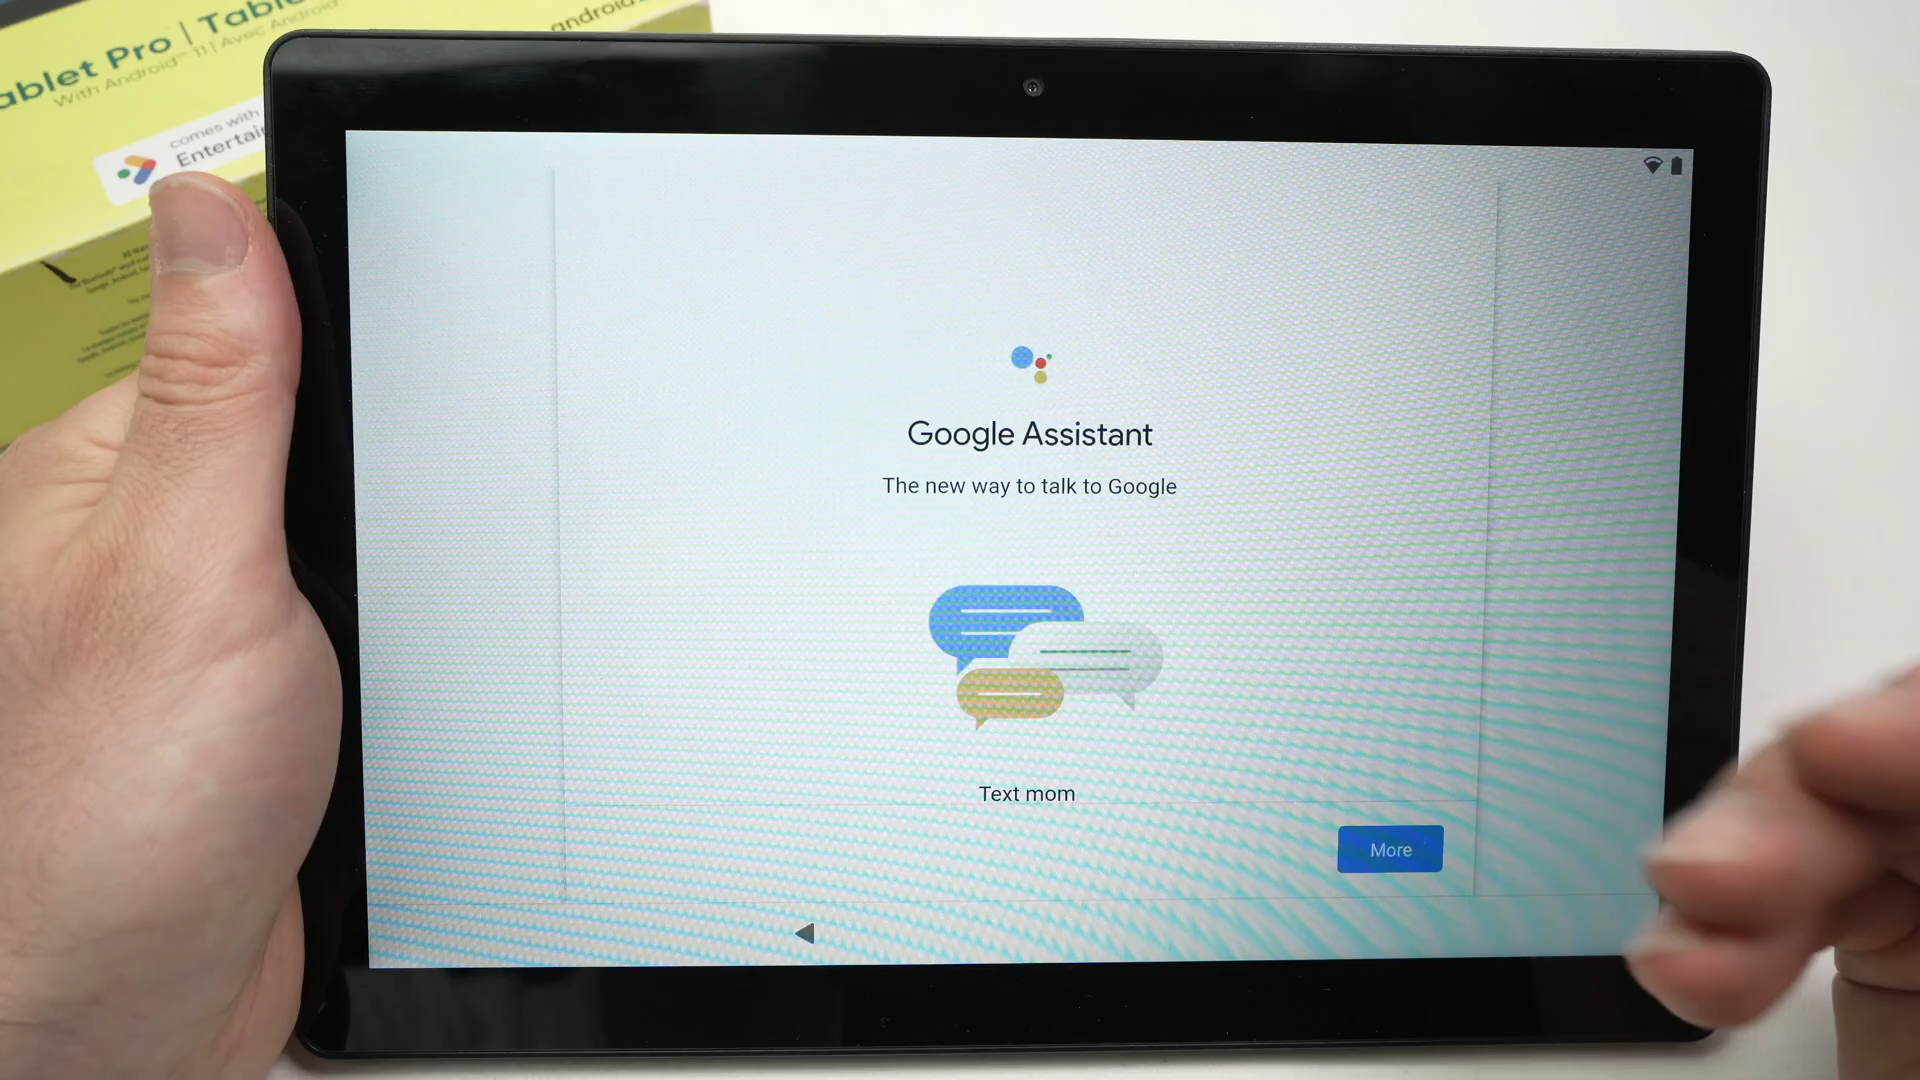 ablet Pro | Table
With Android™ 11 | Avec Android
android
comes with
Entertai
Google Assistant
The new way to talk to Google
Text mom
More